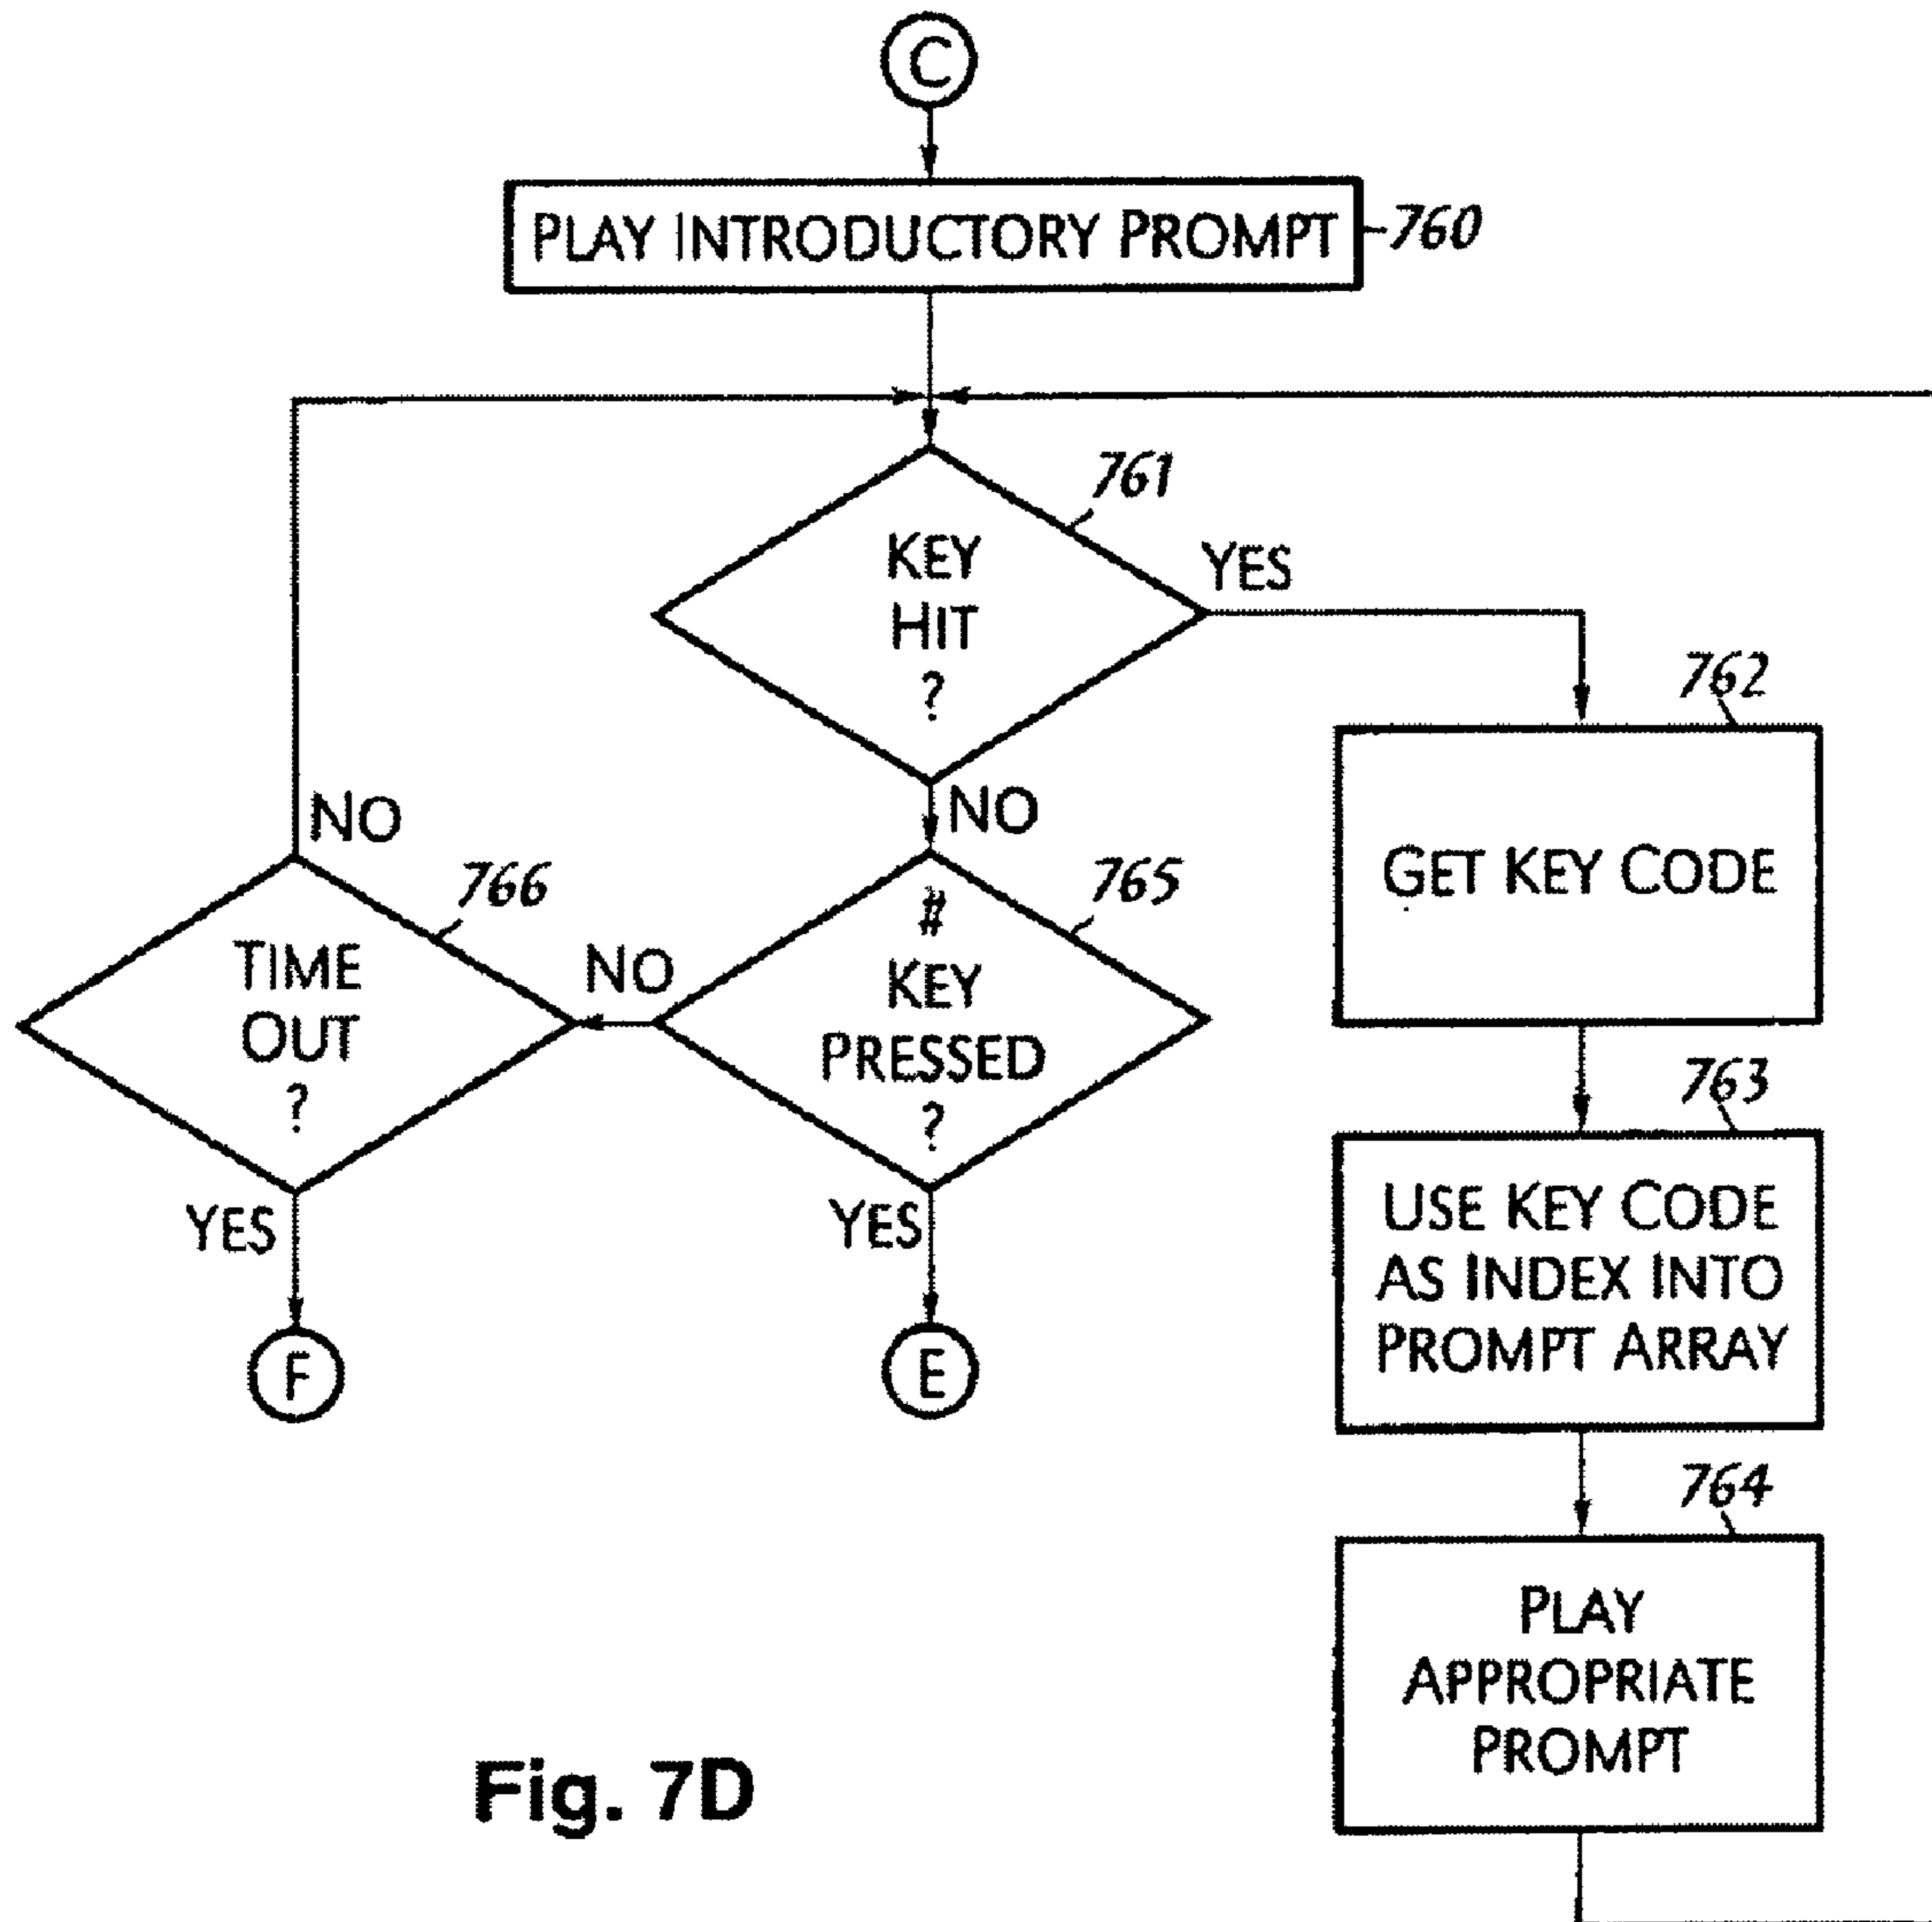 C
PLAY INTRODUCTORY PROMPT
760
761
KEY
HIT
?
YES
NO
762
GET KEY CODE
763
USE KEY CODE
AS INDEX INTO
PROMPT ARRAY
764
PLAY
APPROPRIATE
PROMPT
765
#
KEY
PRESSED
?
NO
YES
E
766
TIME
OUT
?
NO
YES
F
Fig. 7D